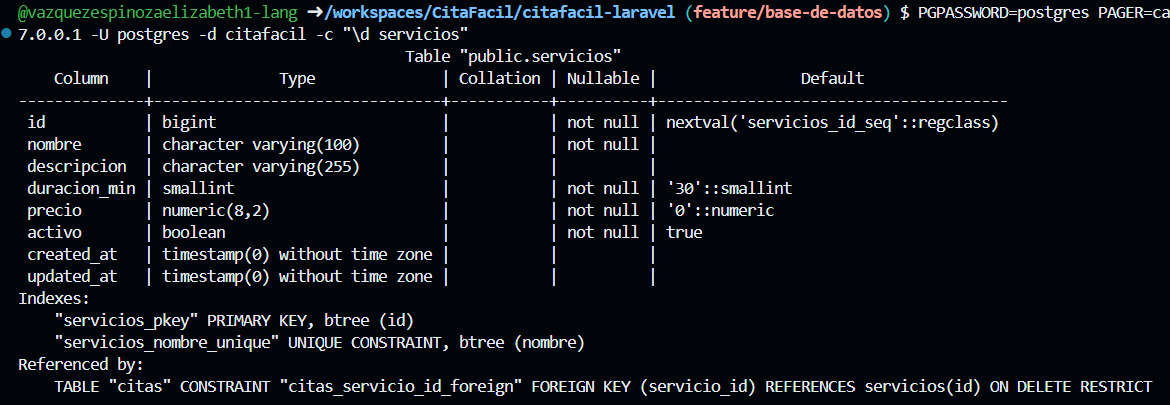 @vazquezespinozaelizabeth1-lang ➜/workspaces/CitaFacil/citafacil-laravel (feature/base-de-datos) $ PGPASSWORD=postgres PAGER=ca
7.0.0.1 -U postgres -d citafacil -c "\d servicios"
Table "public.servicios"
Column | Type | Collation | Nullable | Default
-------------+--------------------------------+-----------+----------+-------------------------------------
id | bigint | | not null | nextval('servicios_id_seq'::regclass)
nombre | character varying(100) | | not null |
descripcion | character varying(255) | | |
duracion_min | smallint | | not null | '30'::smallint
precio | numeric(8,2) | | not null | '0'::numeric
activo | boolean | | not null | true
created_at | timestamp(0) without time zone | | |
updated_at | timestamp(0) without time zone | | |
Indexes:
"servicios_pkey" PRIMARY KEY, btree (id)
"servicios_nombre_unique" UNIQUE CONSTRAINT, btree (nombre)
Referenced by:
TABLE "citas" CONSTRAINT "citas_servicio_id_foreign" FOREIGN KEY (servicio_id) REFERENCES servicios(id) ON DELETE RESTRICT